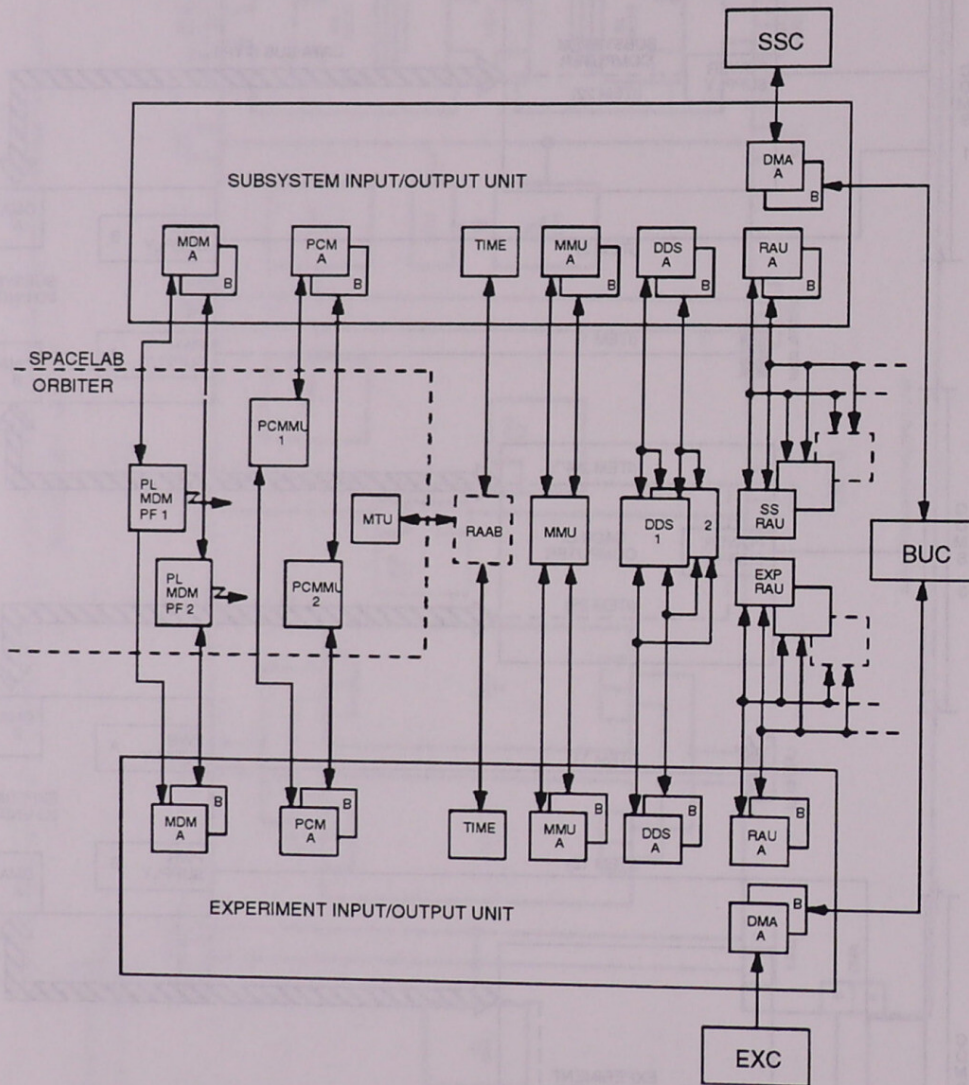 SSC
DMA
A
B
SUBSYSTEM INPUT/OUTPUT UNIT
MDM
A
B
PCM
A
B
TIME
MMU
A
B
DDS
A
B
RAU
A
B
SPACELAB
ORBITER
PCMMU
1
PL
MDM
PF 1
MTU
RAAB
MMU
DDS
1
2
SS
RAU
BUC
PL
MDM
PF 2
PCMMU
2
EXP
RAU
MDM
A
B
PCM
A
B
TIME
MMU
A
B
DDS
A
B
RAU
A
B
EXPERIMENT INPUT/OUTPUT UNIT
DMA
A
B
EXC